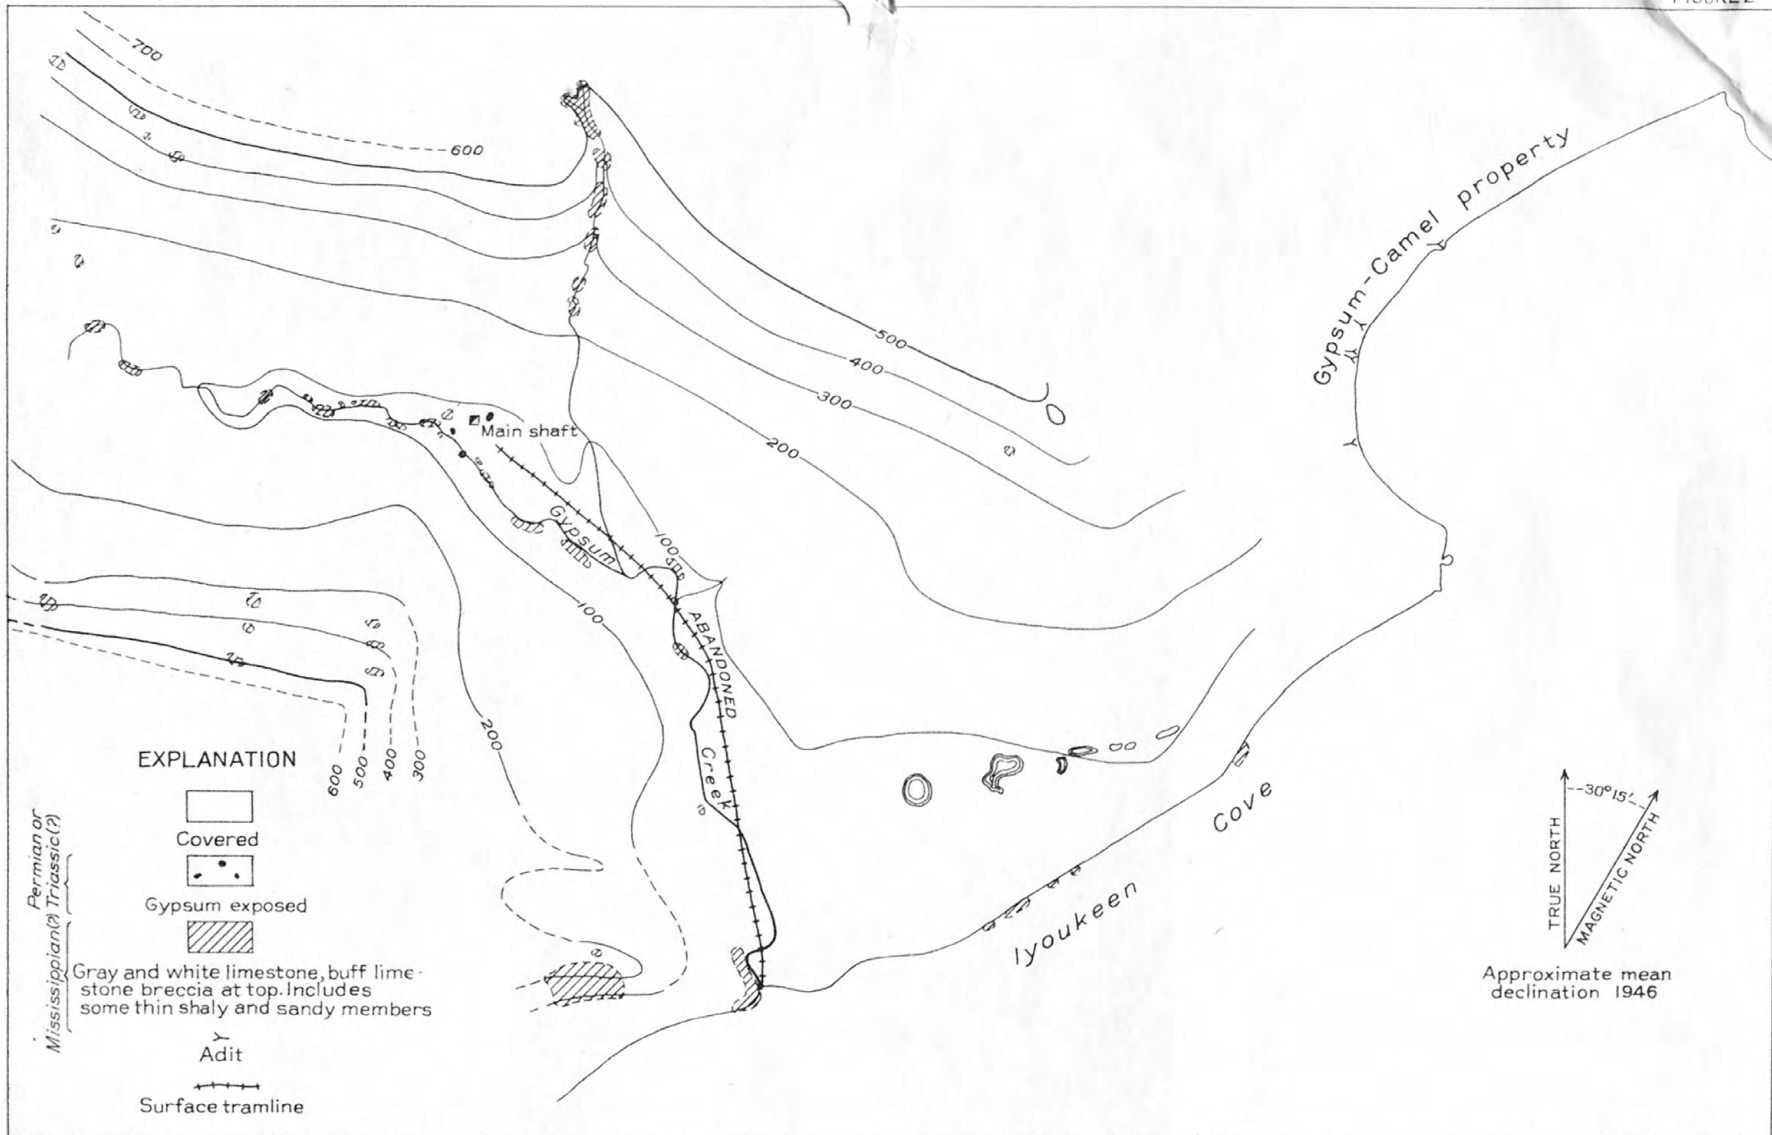 FIGURE 2
700
600
Gypsum-Camel property
500
400
300
200
Main shaft
Gypsum
100
100
ABANDONED
Creek
200
600
500
400
300
Iyoukeen Cove
EXPLANATION
Covered
Gypsum exposed
Permian or
Triassic(?)
Gray and white limestone, buff lime-
stone breccia at top. Includes
some thin shaly and sandy members
Mississippian(?)
Adit
Surface tramline
30°15'
TRUE NORTH
MAGNETIC NORTH
Approximate mean
declination 1946